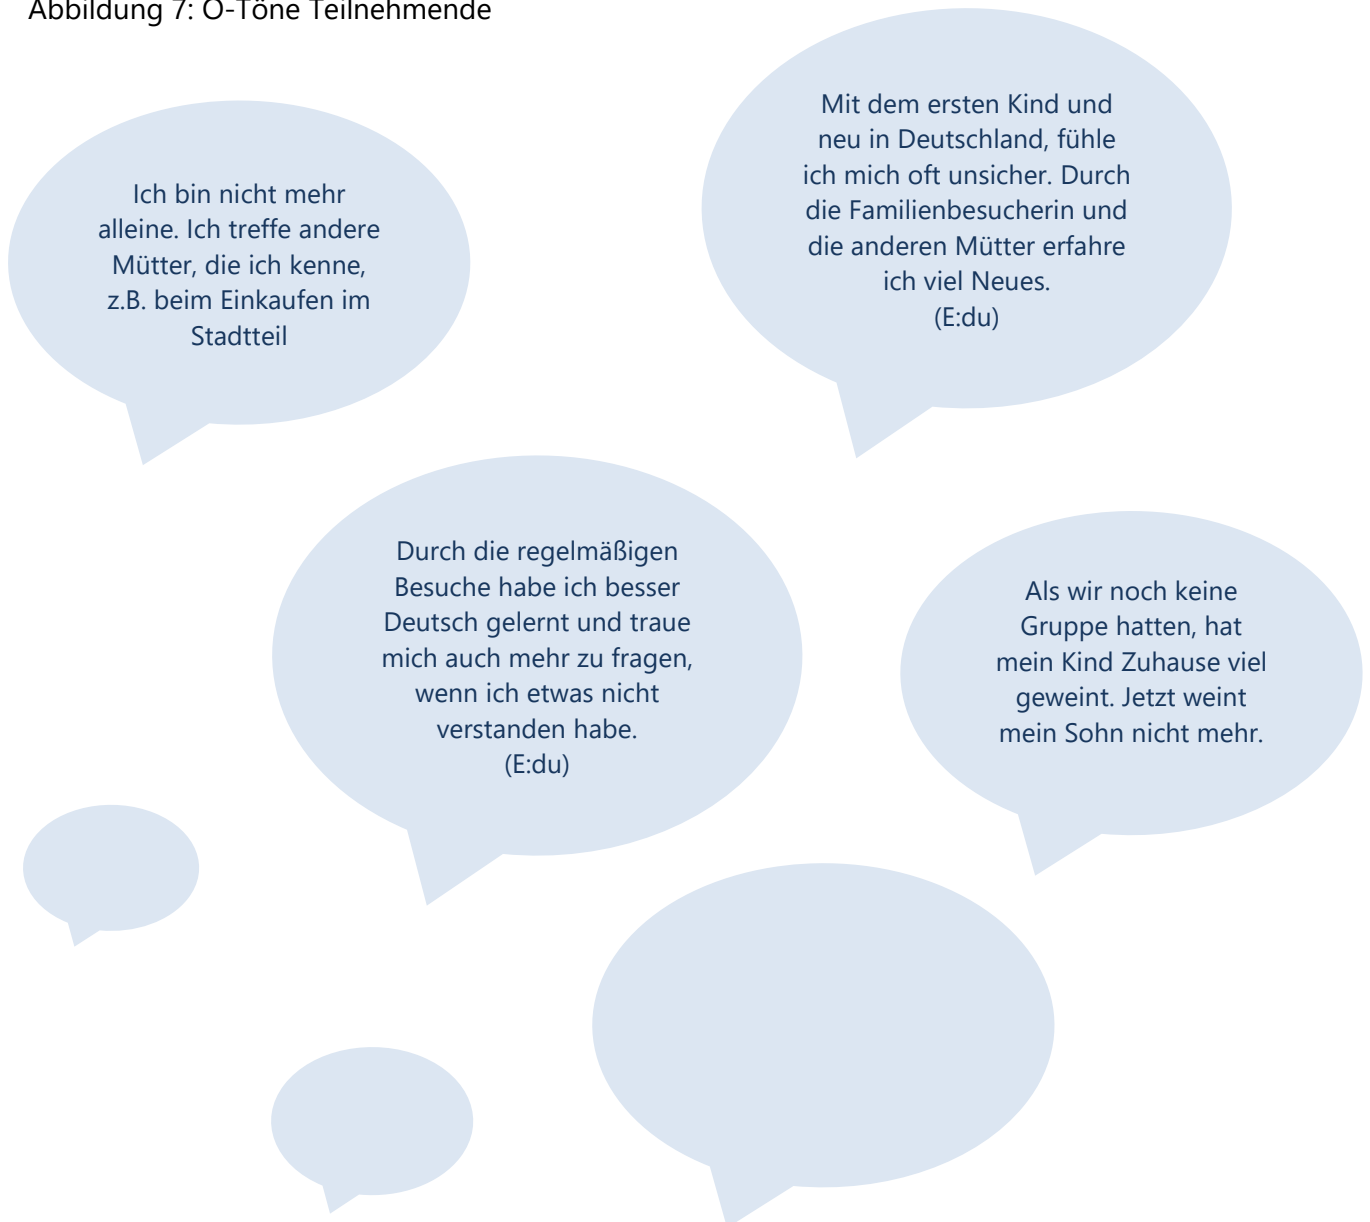 Abbildung 7: O-Töne Teilnehmende
Ich bin nicht mehr
alleine. Ich treffe andere
Mütter, die ich kenne,
z.B. beim Einkaufen im
Stadtteil
Mit dem ersten Kind und
neu in Deutschland, fühle
ich mich oft unsicher. Durch
die Familienbesucherin und
die anderen Mütter erfahre
ich viel Neues.
(E:du)
Durch die regelmäßigen
Besuche habe ich besser
Deutsch gelernt und traue
mich auch mehr zu fragen,
wenn ich etwas nicht
verstanden habe.
(E:du)
Als wir noch keine
Gruppe hatten, hat
mein Kind Zuhause viel
geweint. Jetzt weint
mein Sohn nicht mehr.